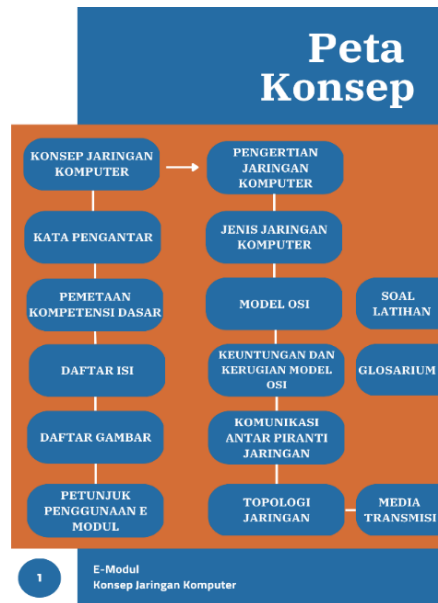 Peta
Konsep
KONSEP JARINGAN
KOMPUTER
KATA PENGANTAR
PEMETAAN
KOMPETENSI DASAR
DAFTAR ISI
DAFTAR GAMBAR
PETUNJUK
PENGGUNAAN E
MODUL
PENGERTIAN
JARINGAN
KOMPUTER
JENIS JARINGAN
KOMPUTER
MODEL OSI
KEUNTUNGAN DAN
KERUGIAN MODEL
OSI
KOMUNIKASI
ANTAR PIRANTI
JARINGAN
TOPOLOGI
JARINGAN
SOAL
LATIHAN
GLOSARIUM
MEDIA
TRANSMISI
1
E-Modul
Konsep Jaringan Komputer